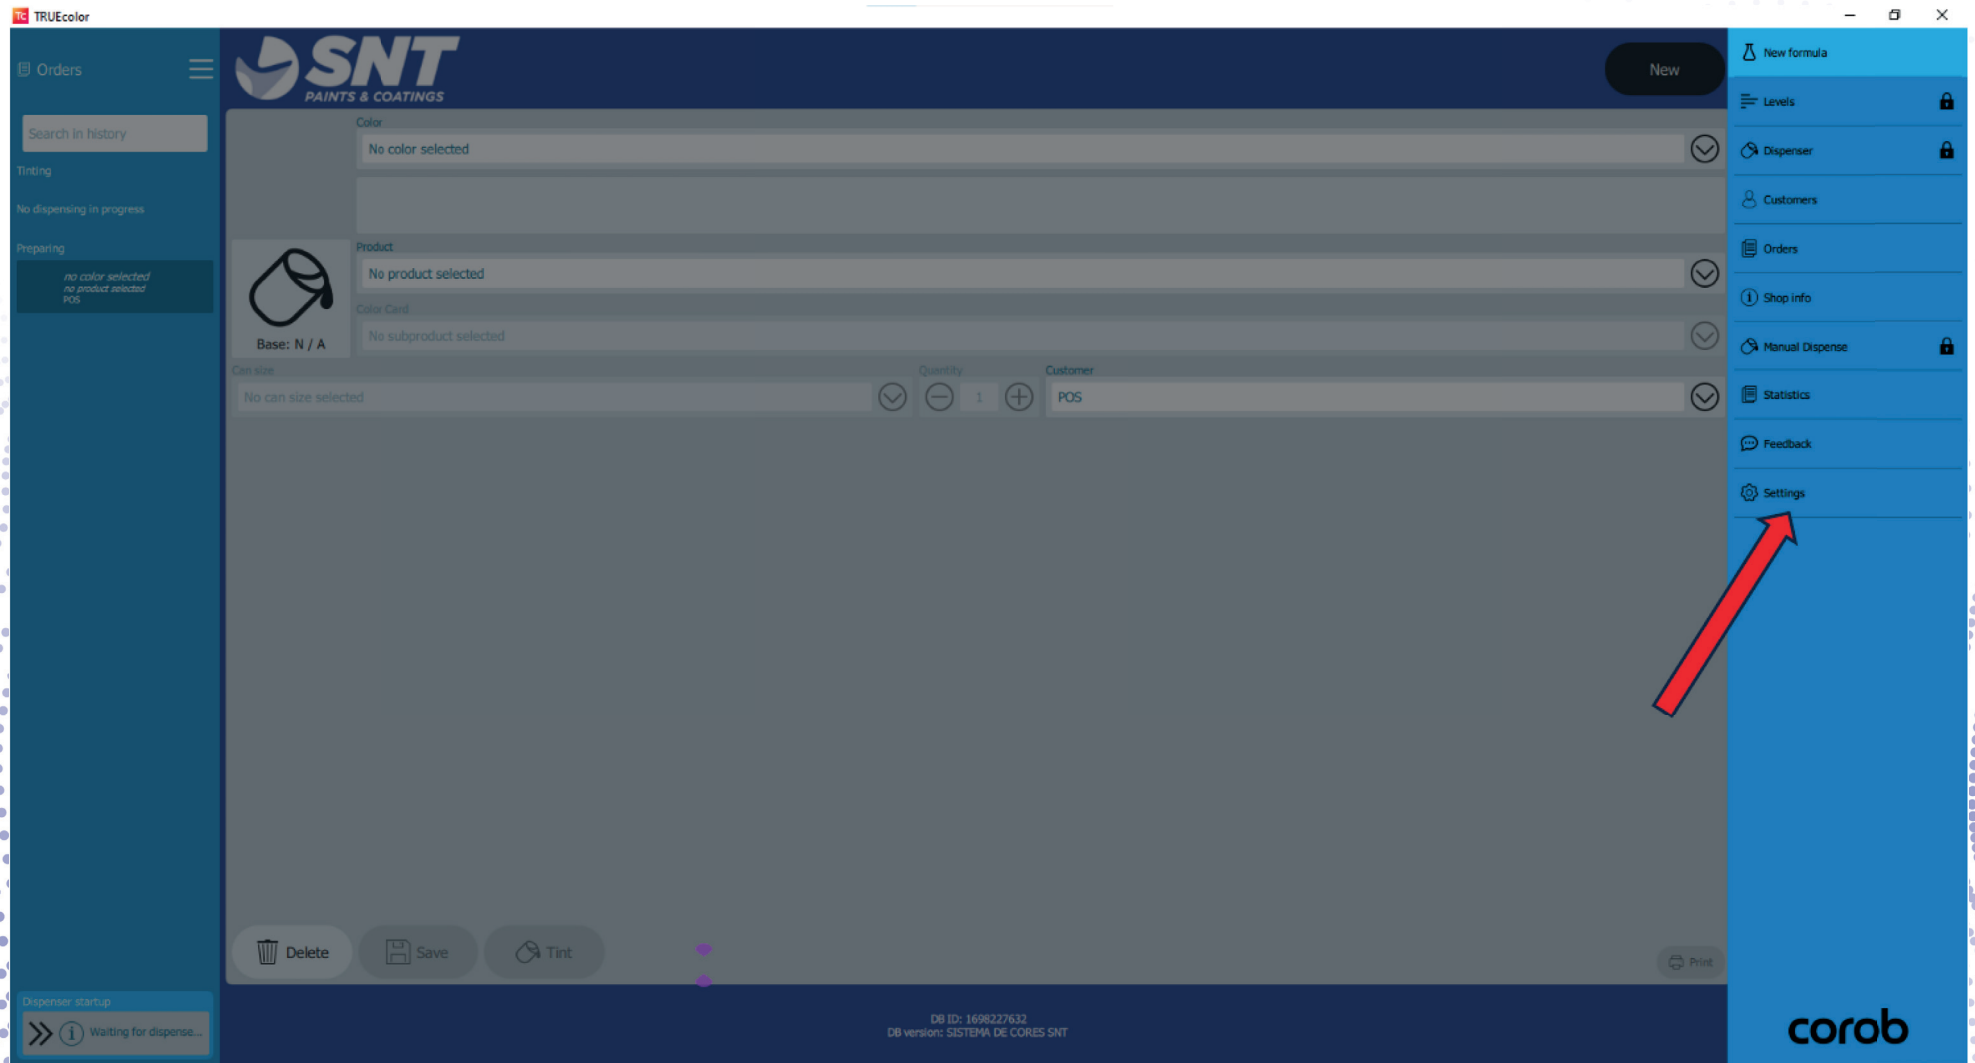 TC TRUEcolor
Orders
Search in history
Tinting
No dispensing in progress
Preparing
no color selected
no product selected
POS
Dispenser startup
Waiting for dispense...
SNT
PAINTS & COATINGS
New
Color
No color selected
Product
No product selected
Color Card
No subproduct selected
Base: N / A
Can size
No can size selected
Quantity
1
Customer
POS
Delete
Save
Tint
Print
DB ID: 1698227632
DB version: SISTEMA DE CORES SNT
New formula
Levels
Dispenser
Customers
Orders
Shop info
Manual Dispense
Statistics
Feedback
Settings
corob